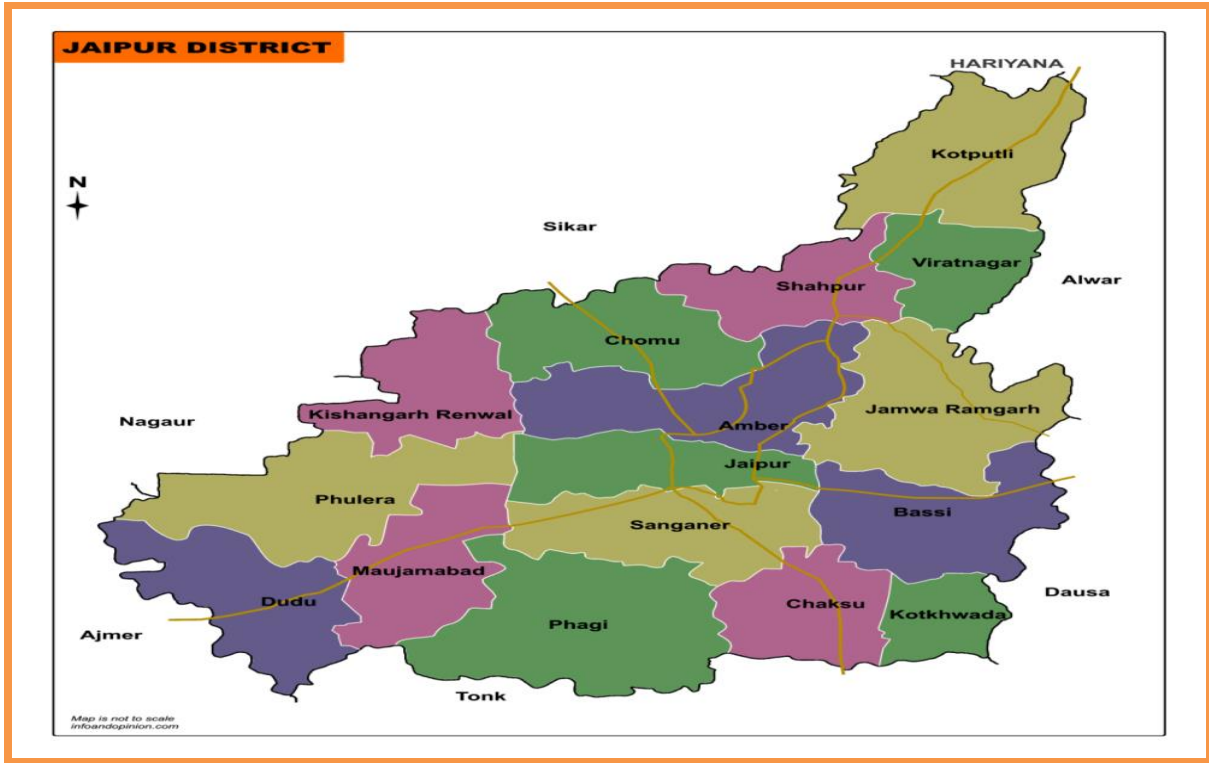 JAIPUR DISTRICT
HARIYANA
Kotputli
N
Sikar
Viratnagar
Alwar
Shahpur
Chomu
Jamwa Ramgarh
Kishangarh Renwal
Nagaur
Amber
Jaipur
Phulera
Bassi
Sanganer
Maujamabad
Dausa
Dudu
Chaksu
Kotkhwada
Phagi
Ajmer
Tonk
Map is not to scale
infoandopinion.com